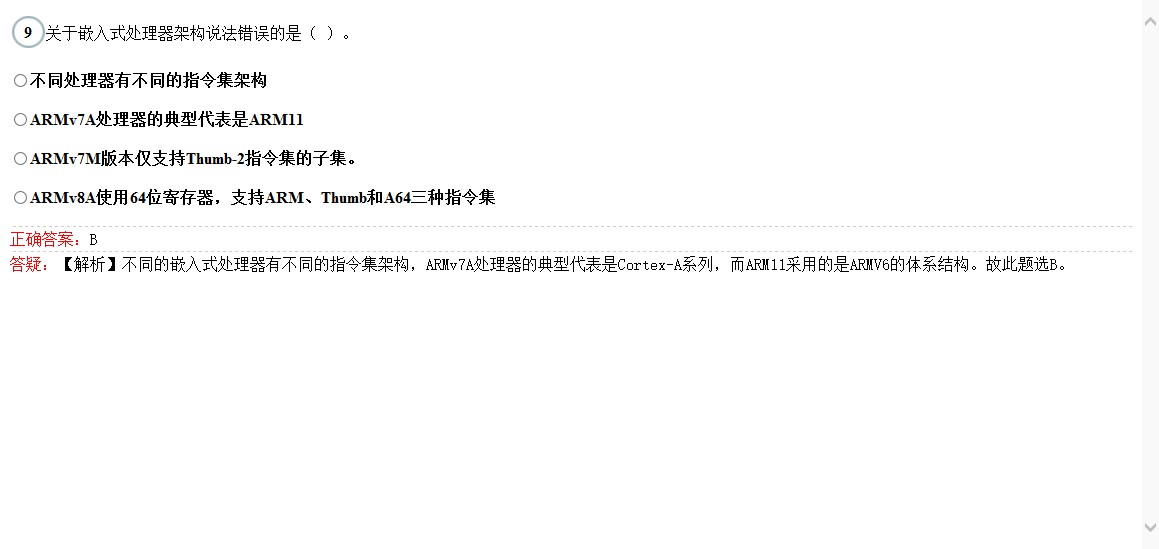 9 关于嵌入式处理器架构说法错误的是（ ）。
不同处理器有不同的指令集架构
ARMv7A处理器的典型代表是ARM11
ARMv7M版本仅支持Thumb-2指令集的子集。
ARMv8A使用64位寄存器，支持ARM、Thumb和A64三种指令集
正确答案：B
答疑：【解析】不同的嵌入式处理器有不同的指令集架构，ARMv7A处理器的典型代表是Cortex-A系列，而ARM11采用的是ARMV6的体系结构。故此题选B。